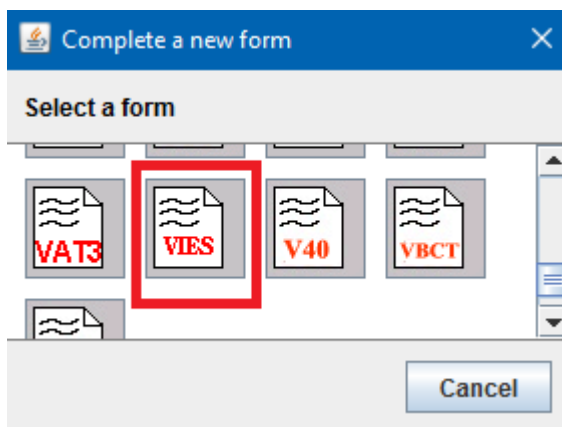 Complete a new form
Select a form
VAT3 VIES V40 VBCT
Cancel